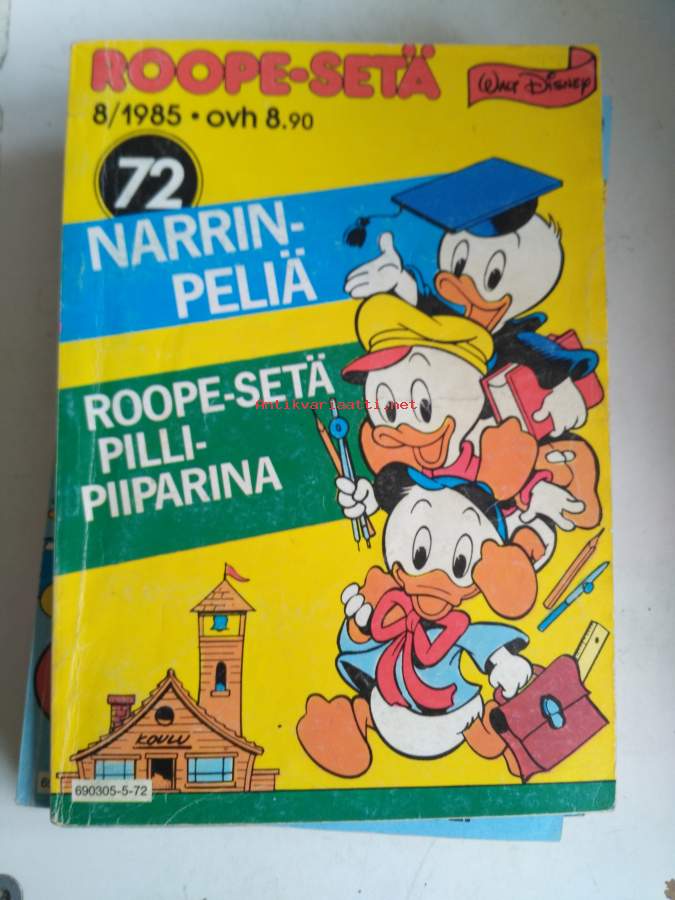 ROOPE-SETÄ
WALT DISNEY
8/1985 • ovh 8.90
72
NARRIN-
PELIÄ
ROOPE-SETÄ
Antikvariaatti.net
PILLI-
PIIPARINA
KOULU
690305-5-72